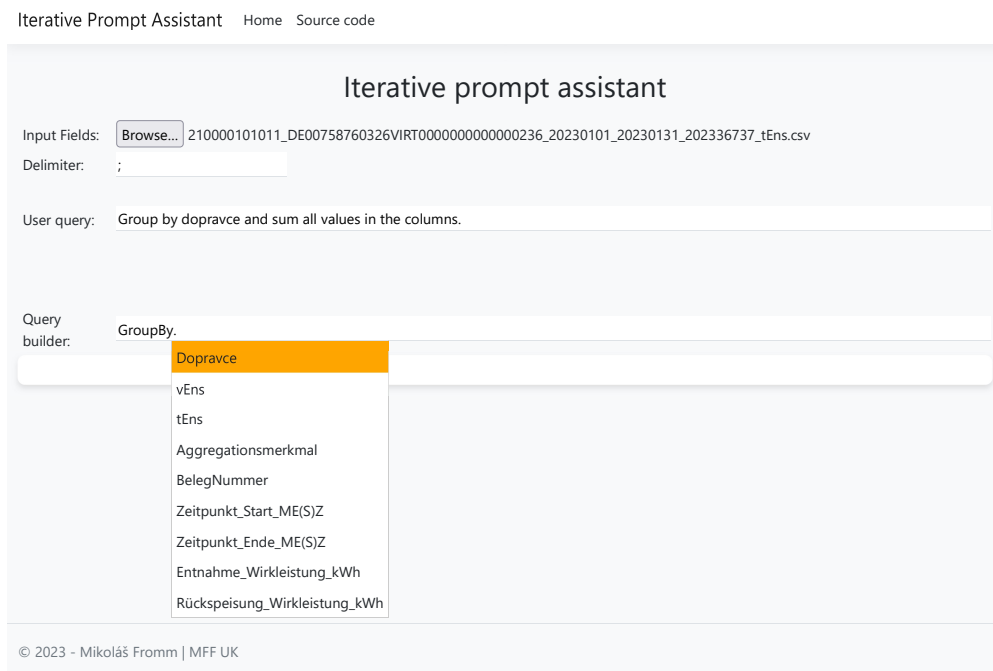 Iterative Prompt Assistant Home Source code
Iterative prompt assistant
Input Fields: Browse... 210000101011_DE00758760326VIRT0000000000000236_20230101_20230131_202336737_tEns.csv
Delimiter: ;
User query: Group by dopravce and sum all values in the columns.
Query
builder: GroupBy.
Dopravce
vEns
tEns
Aggregationsmerkmal
BelegNummer
Zeitpunkt_Start_ME(S)Z
Zeitpunkt_Ende_ME(S)Z
Entnahme_Wirkleistung_kWh
Rückspeisung_Wirkleistung_kWh
© 2023 - Mikoláš Fromm | MFF UK